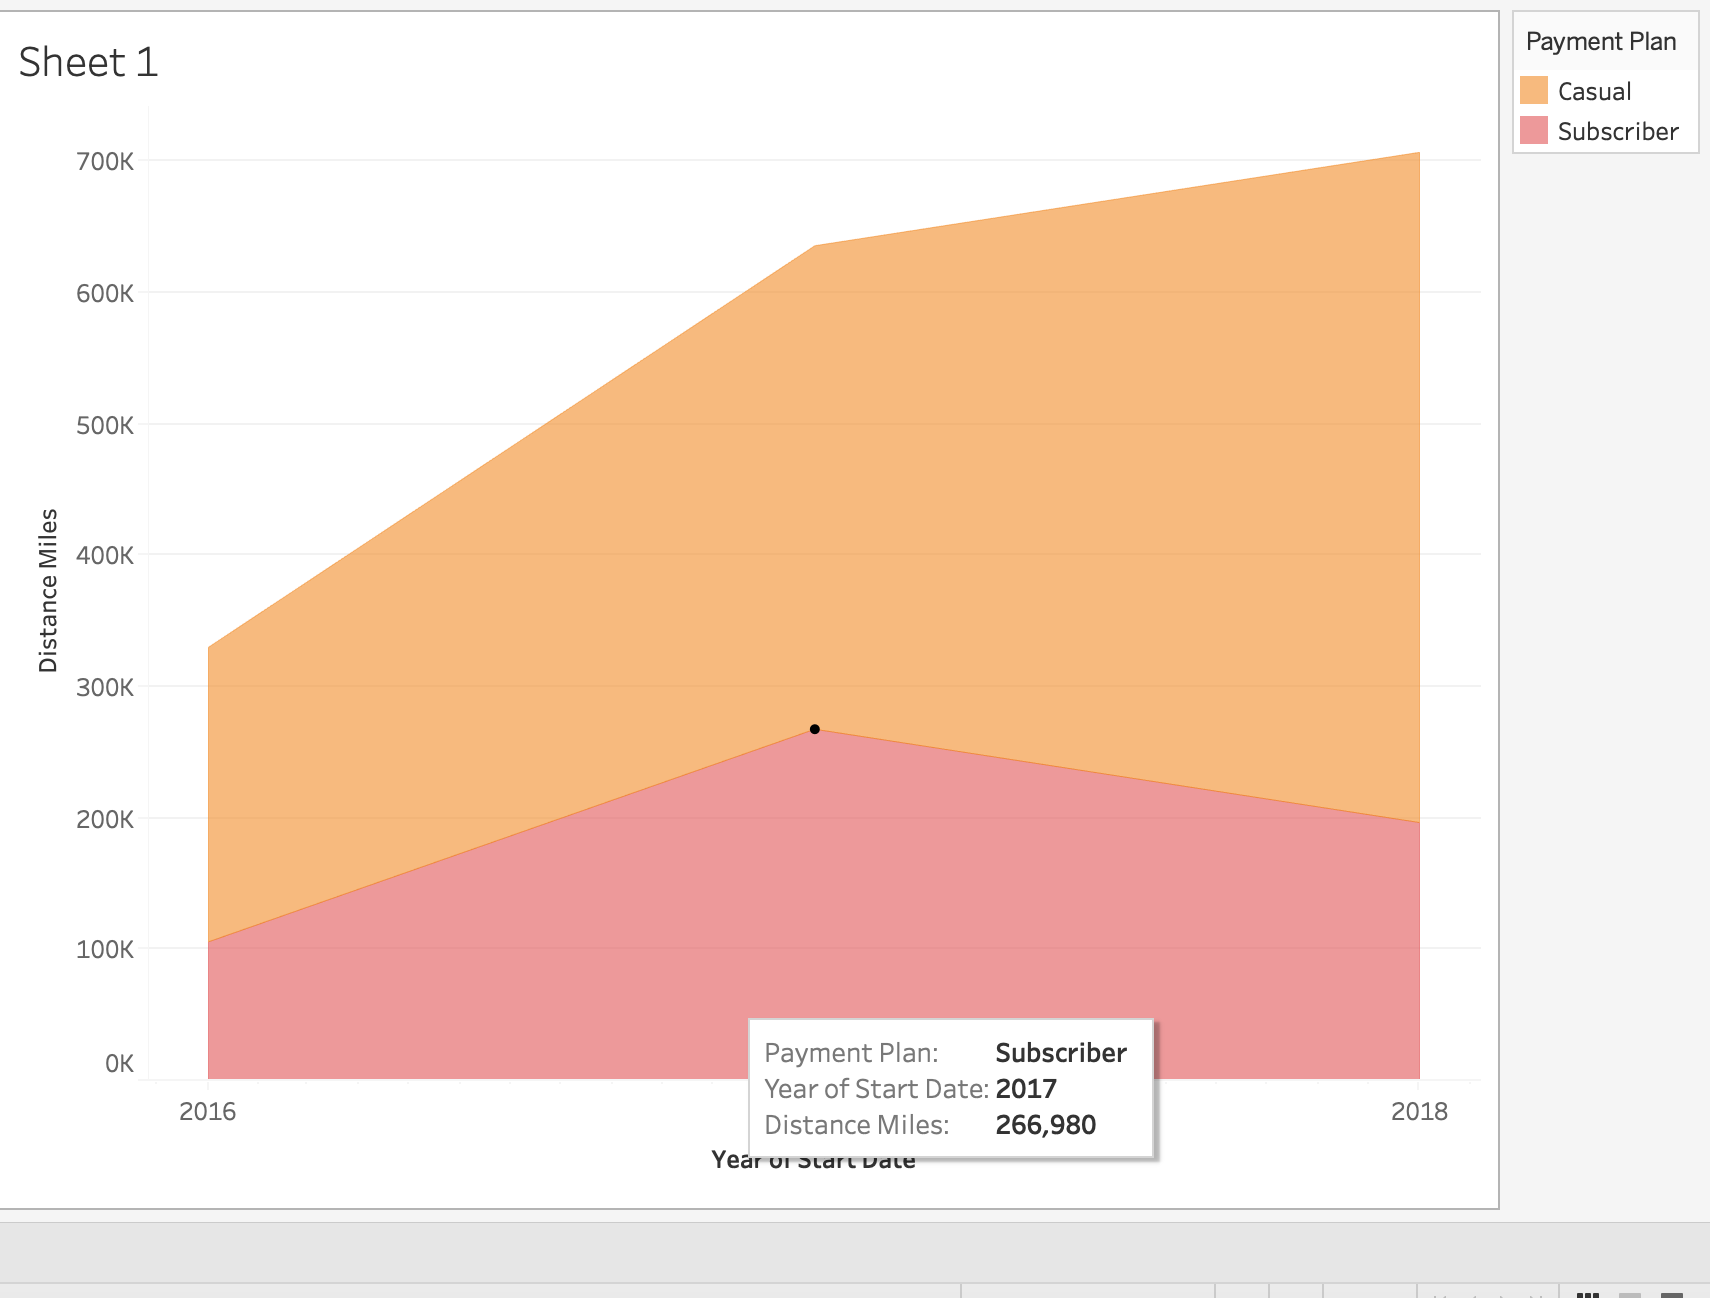 Sheet 1
Payment Plan
Casual
Subscriber
700K
600K
500K
400K
300K
200K
100K
0K
Distance Miles
2016
2018
Payment Plan: Subscriber
Year of Start Date: 2017
Distance Miles: 266,980
Year of Start Date